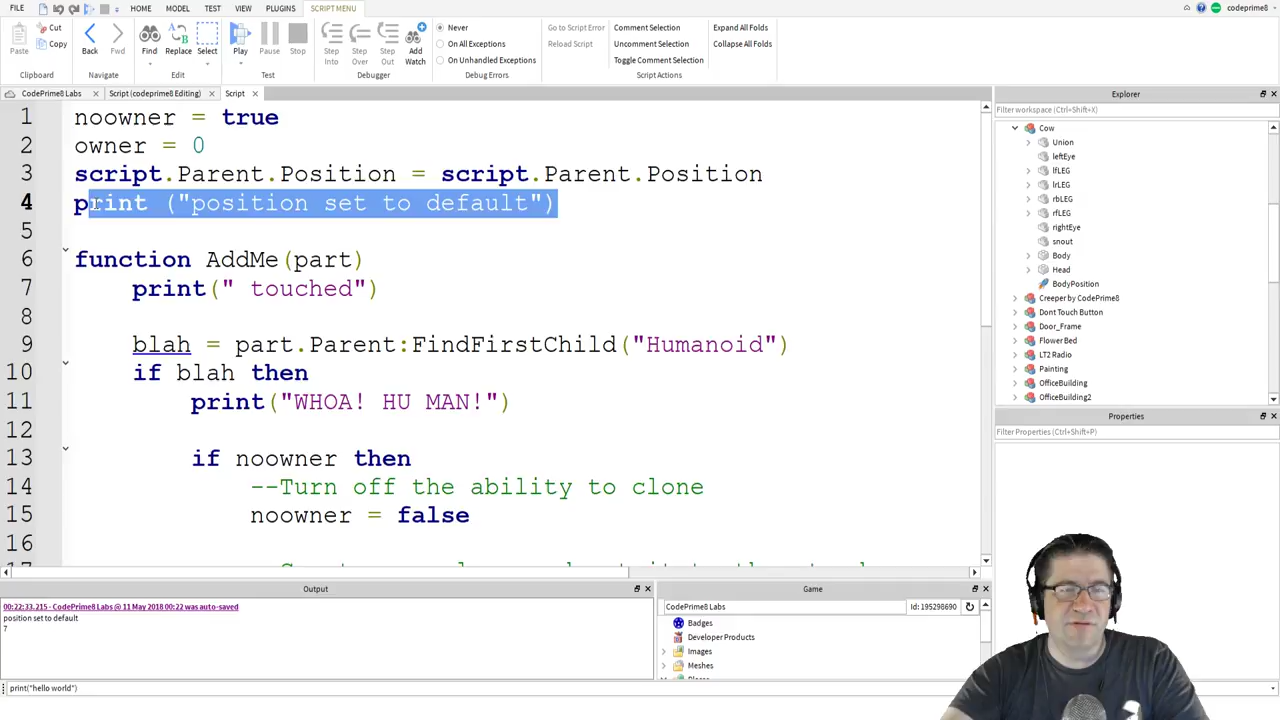 FILE HOME MODEL TEST VIEW PLUGINS SCRIPT MENU codeprime8
Paste Cut Copy Back Fwd Find Replace Select Play Pause Stop Step Into Step Over Step Out Add Watch Never On All Exceptions On Unhandled Exceptions Go to Script Error Reload Script Comment Selection Uncomment Selection Toggle Comment Selection Expand All Folds Collapse All Folds
Clipboard Navigate Edit Test Debugger Debug Errors Script Actions
CodePrime8 Labs Script (codeprime8 Editing) Script
1 noowner = true
2 owner = 0
3 script.Parent.Position = script.Parent.Position
4 print ("position set to default")
5
6 function AddMe(part)
7 print(" touched")
8
9 blah = part.Parent:FindFirstChild("Humanoid")
10 if blah then
11 print("WHOA! HU MAN!")
12
13 if noowner then
14 --Turn off the ability to clone
15 noowner = false
16
Explorer
Filter workspace (Ctrl+Shift+X)
Cow
Union
leftEye
lfLEG
lrLEG
rbLEG
rfLEG
rightEye
snout
Body
Head
BodyPosition
Creeper by CodePrime8
Dont Touch Button
Door_Frame
Flower Bed
LT2 Radio
Painting
OfficeBuilding
OfficeBuilding2
Properties
Filter Properties (Ctrl+Shift+P)
Output
00:22:33.215 - CodePrime8 Labs @ 11 May 2018 00:22 was auto-saved
position set to default
7
Game
CodePrime8 Labs Id: 195298690
Badges
Developer Products
Images
Meshes
print("hello world")